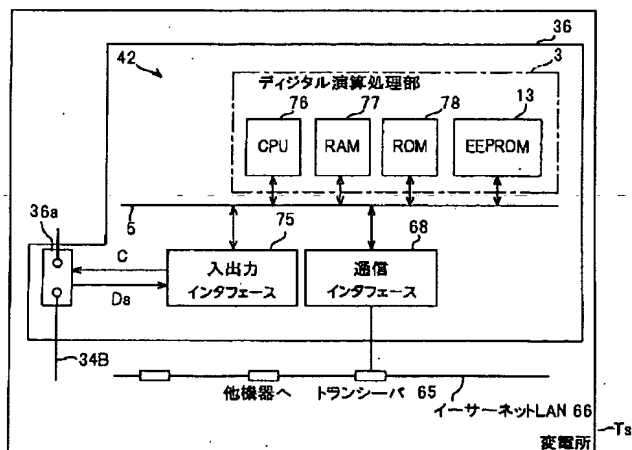 36
42
3
ディジタル演算処理部
76
77
78
13
CPU
RAM
ROM
EEPROM
5
36a
75
68
C
Da
入出力
インタフェース
通信
インタフェース
34B
他機器へ
トランシーバ 65
イーサーネットLAN 66
Ts
変電所